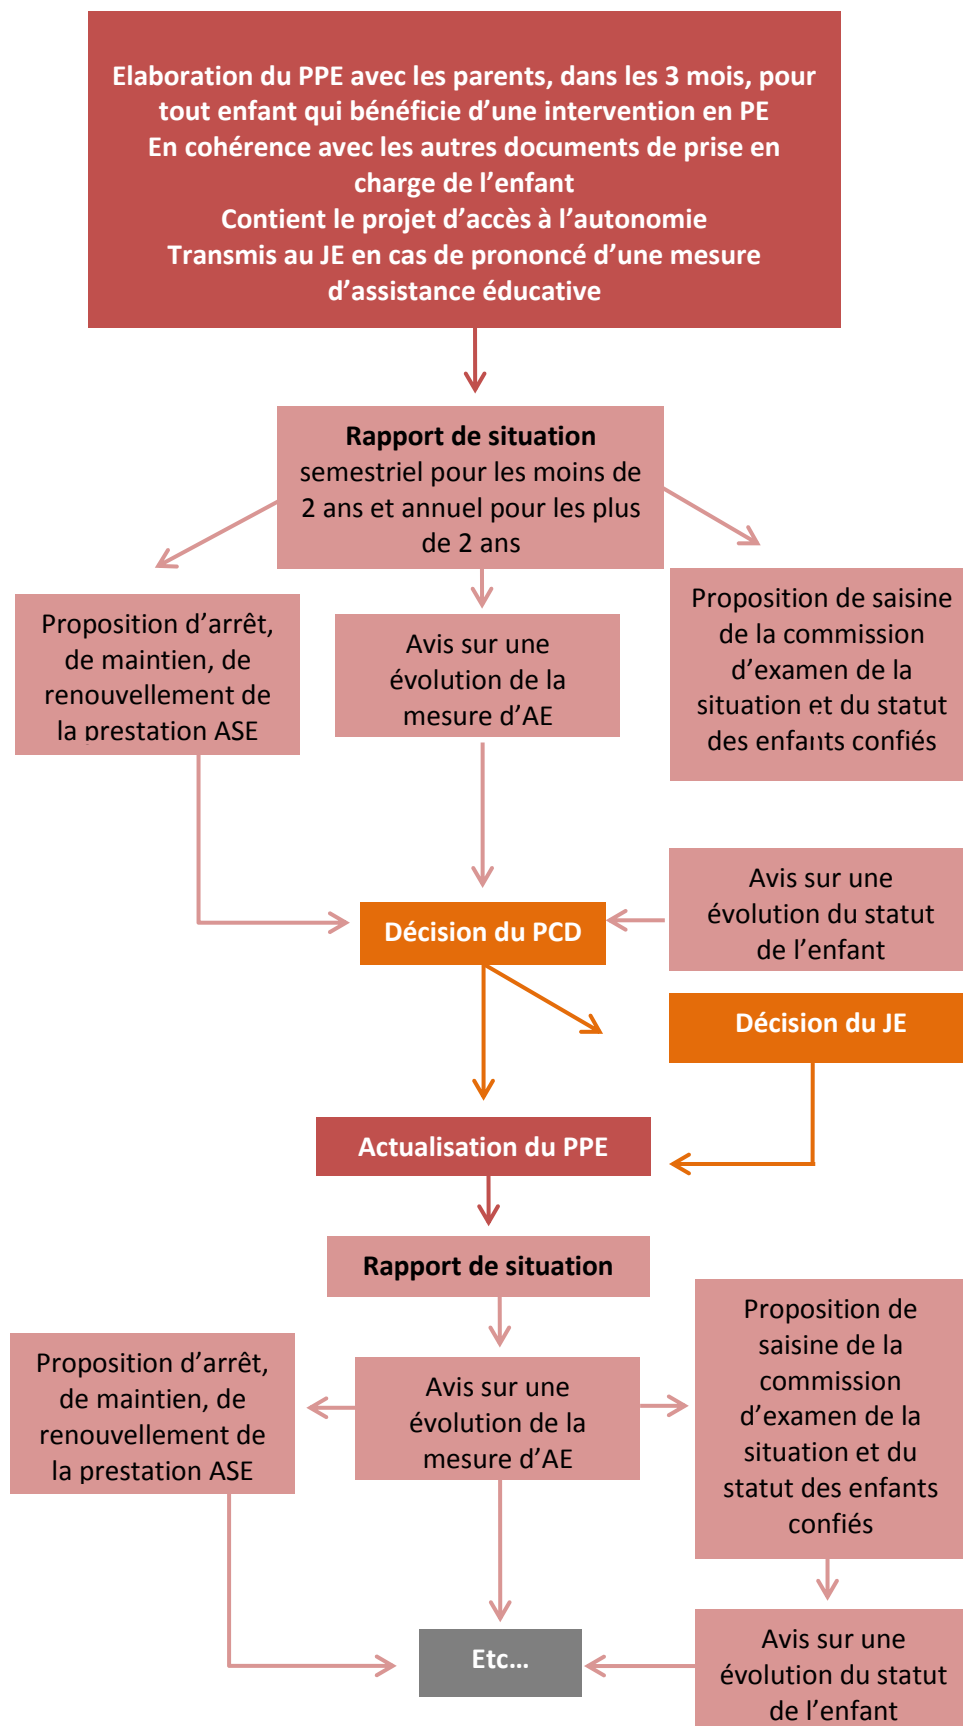 Elaboration du PPE avec les parents, dans les 3 mois, pour
tout enfant qui bénéficie d’une intervention en PE
En cohérence avec les autres documents de prise en
charge de l’enfant
Contient le projet d’accès à l’autonomie
Transmis au JE en cas de prononcé d’une mesure
d’assistance éducative
Rapport de situation
semestriel pour les moins de
2 ans et annuel pour les plus
de 2 ans
Proposition d’arrêt,
de maintien, de
renouvellement de
la prestation ASE
Avis sur une
évolution de la
mesure d’AE
Proposition de saisine
de la commission
d’examen de la
situation et du statut
des enfants confiés
Avis sur une
évolution du statut
de l’enfant
Décision du PCD
Décision du JE
Actualisation du PPE
Rapport de situation
Proposition d’arrêt,
de maintien, de
renouvellement de
la prestation ASE
Avis sur une
évolution de la
mesure d’AE
Proposition de
saisine de la
commission
d’examen de la
situation et du
statut des enfants
confiés
Avis sur une
évolution du statut
de l’enfant
Etc…